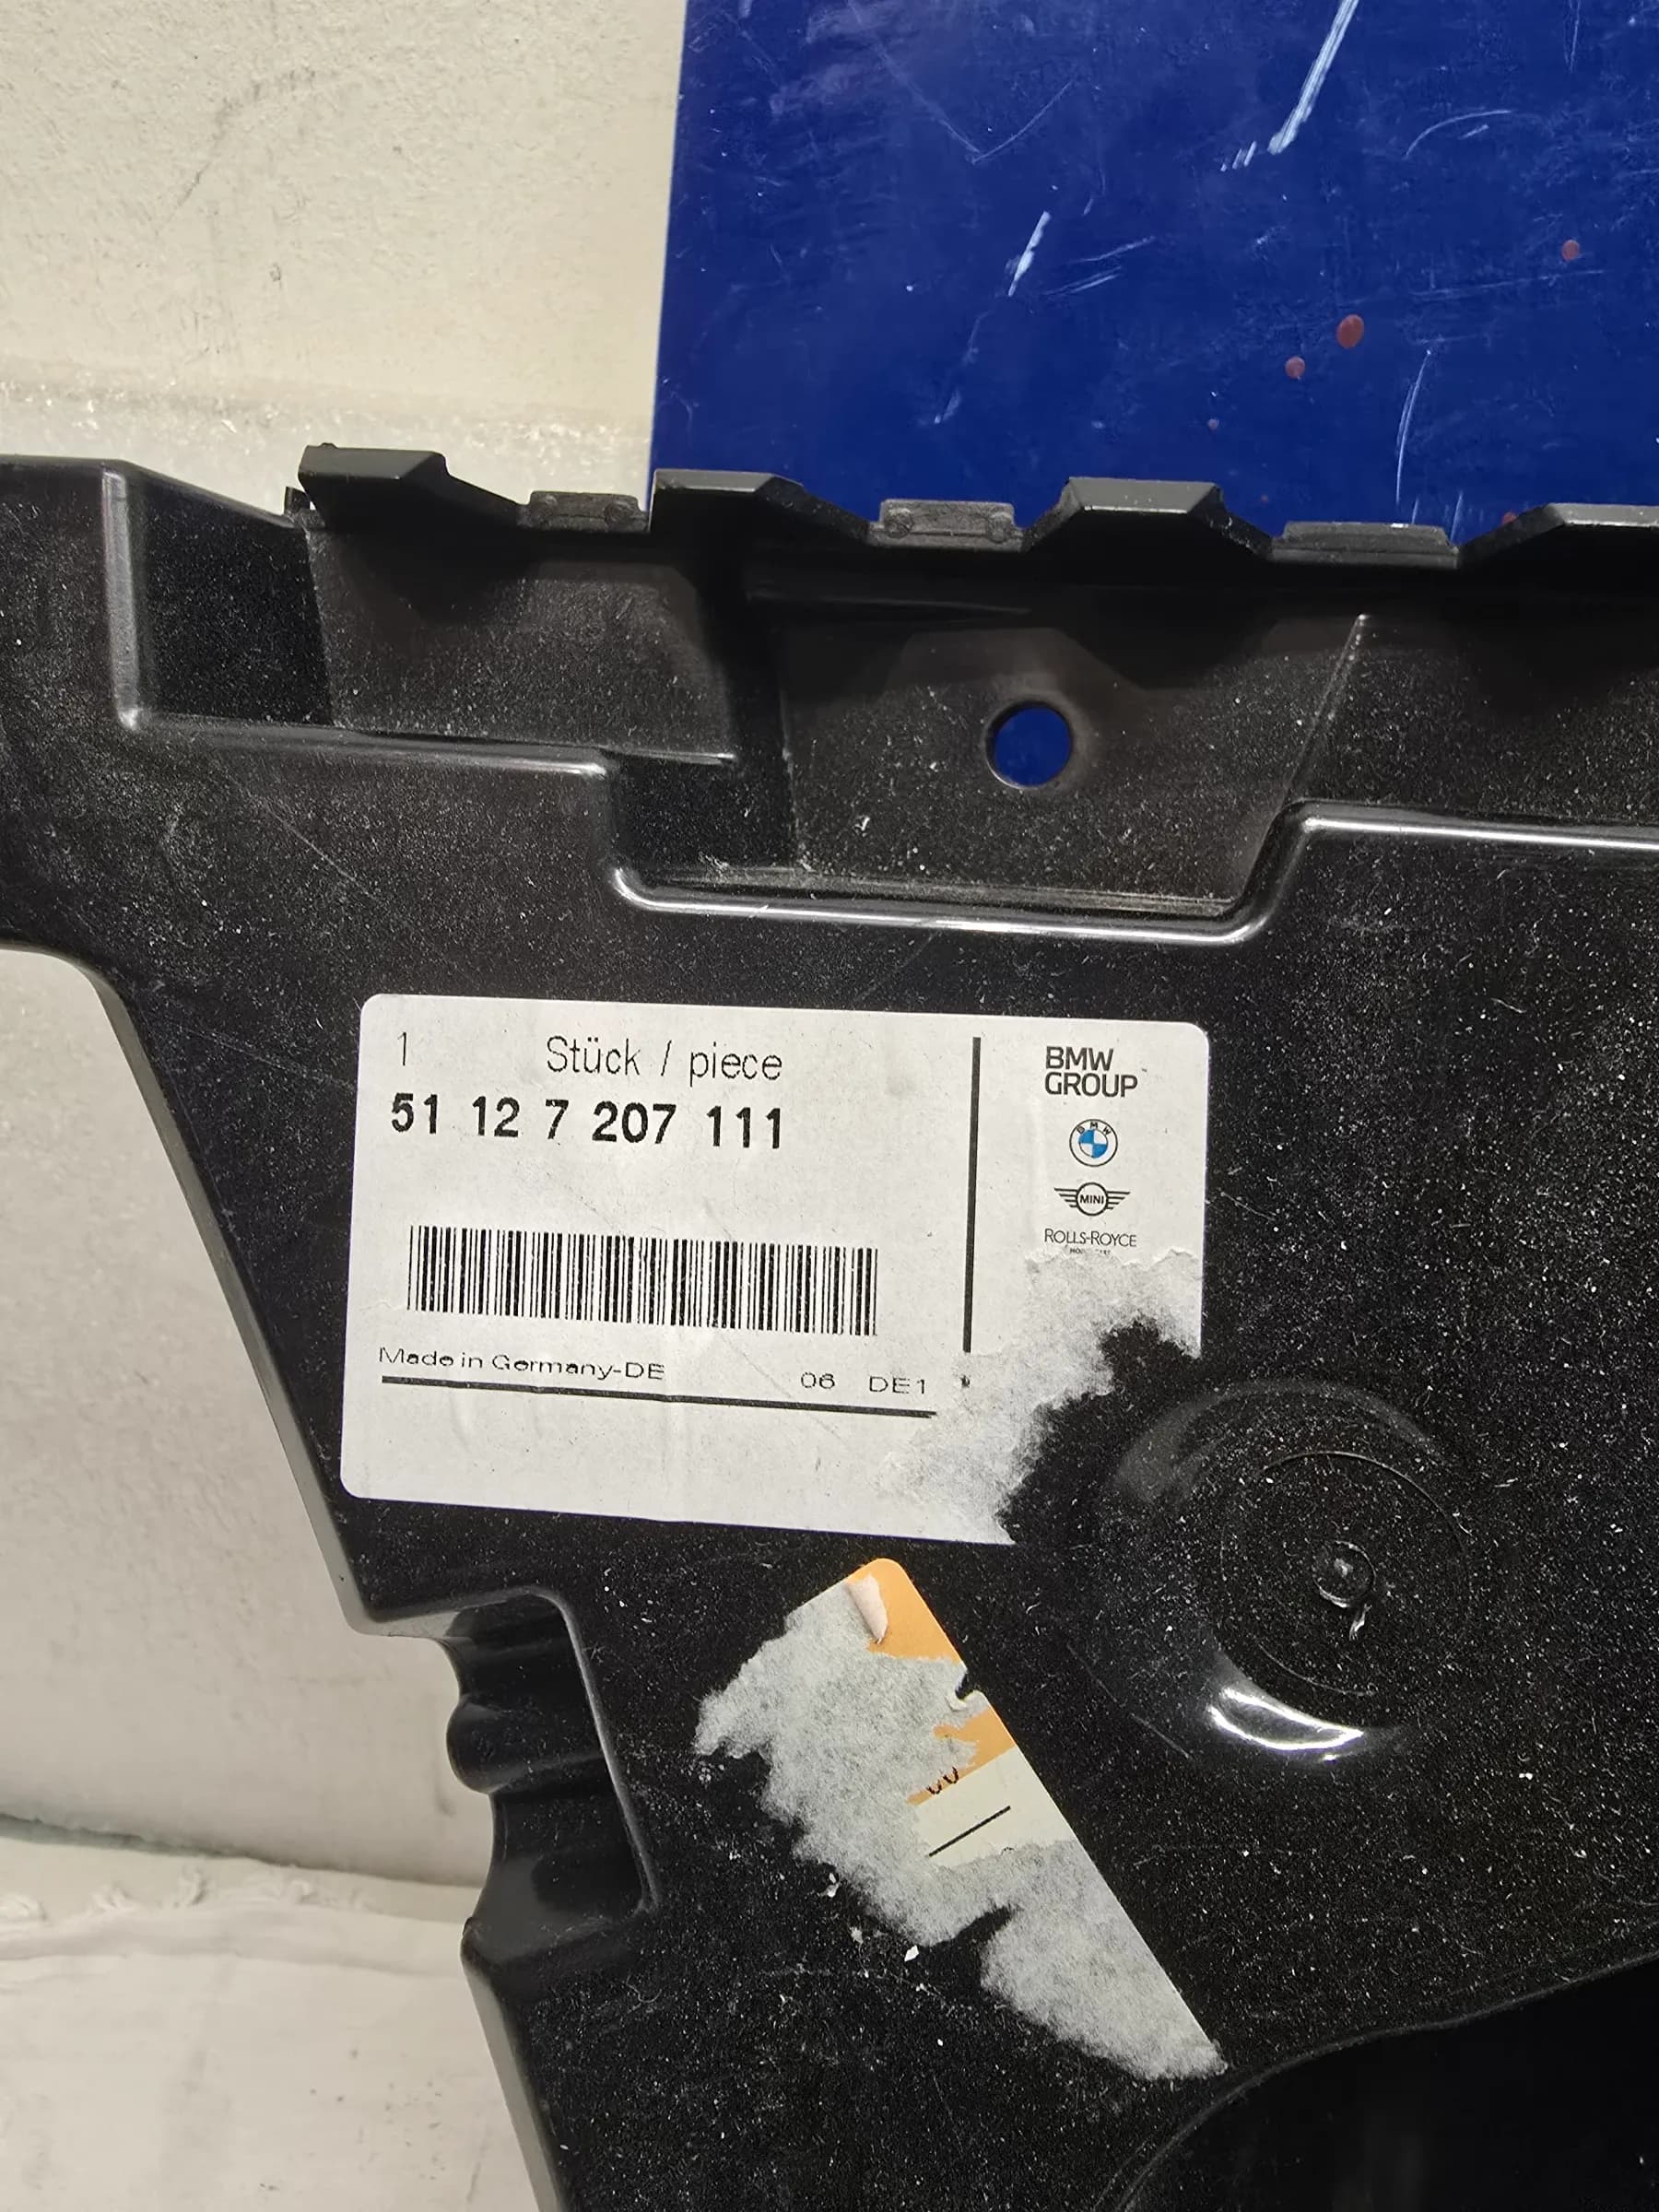 1 Stück / piece
51 12 7 207 111
Made in Germany-DE 06 DE1
BMW
GROUP
BMW
MINI
ROLLS-ROYCE